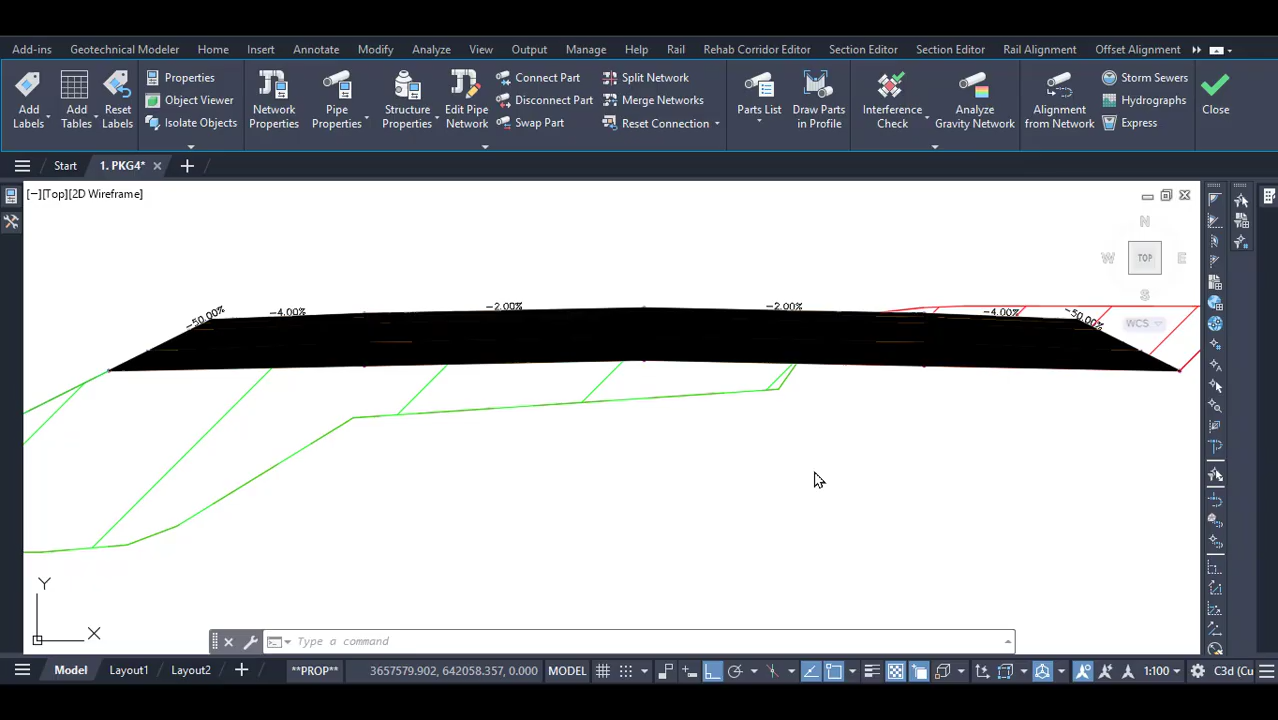 Add-ins Geotechnical Modeler Home Insert Annotate Modify Analyze View Output Manage Help Rail Rehab Corridor Editor Section Editor Section Editor Rail Alignment Offset Alignment
Add Labels
Add Tables
Reset Labels
Properties
Object Viewer
Isolate Objects
Network Properties
Pipe Properties
Structure Properties
Edit Pipe Network
Connect Part
Disconnect Part
Swap Part
Split Network
Merge Networks
Reset Connection
Parts List
Draw Parts in Profile
Interference Check
Analyze Gravity Network
Alignment from Network
Storm Sewers
Hydrographs
Express
Close
Start 1. PKG4*
[−][Top][2D Wireframe]
N
W TOP E
S
WCS
−50.00% −4.00% −2.00% −2.00% −4.00% −50.00%
Y
X
Type a command
Model Layout1 Layout2 **PROP** 3657579.902, 642058.357, 0.000 MODEL 1:100 C3d (Cu